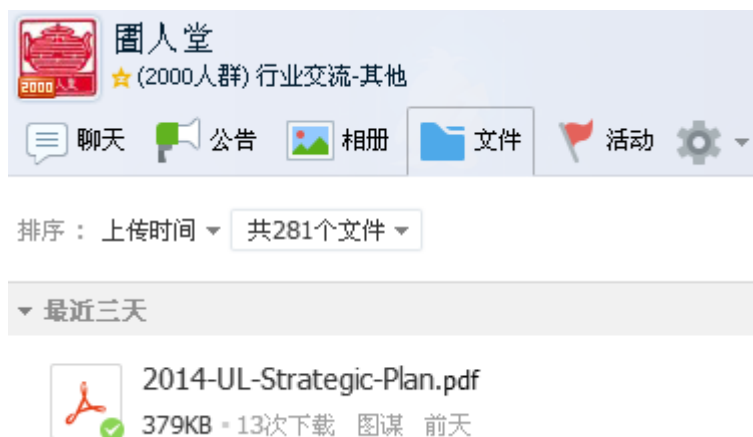 圕人堂
(2000人群) 行业交流-其他
2000
聊天 公告 相册 文件 活动
排序： 上传时间 共281个文件
最近三天
2014-UL-Strategic-Plan.pdf
379KB 13次下载 图谋 前天